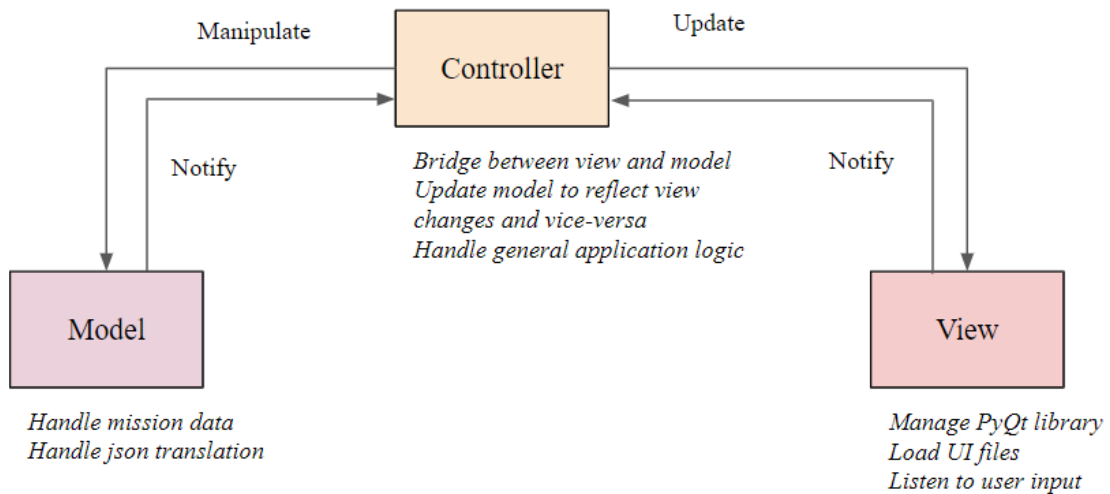 Manipulate
Update
Controller
Notify
Notify
Bridge between view and model
Update model to reflect view
changes and vice-versa
Handle general application logic
Model
View
Handle mission data
Handle json translation
Manage PyQt library
Load UI files
Listen to user input